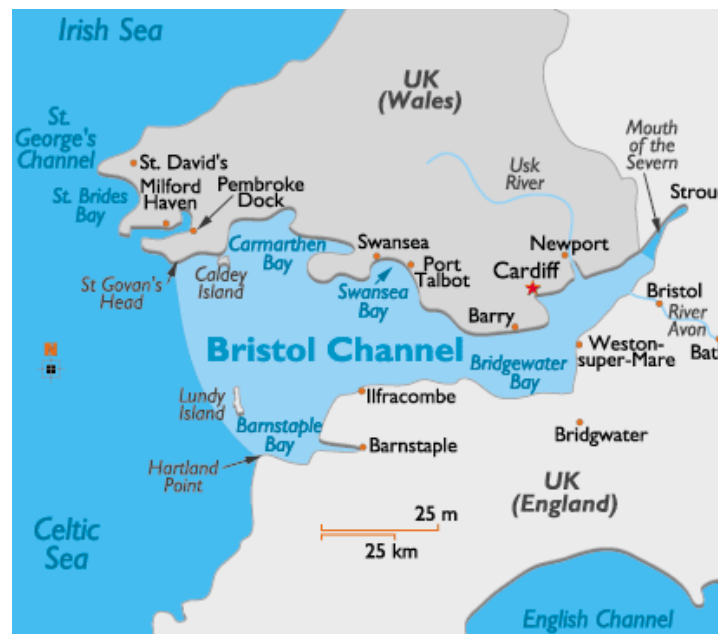 Irish Sea
UK
(Wales)
St.
George's
Channel
Mouth
of the
Severn
St. David's
Usk
River
St. Brides
Bay
Milford
Haven
Pembroke
Dock
Strou
Carmarthen
Bay
Swansea
Newport
Port
Talbot
Cardiff
St Govan's
Head
Caldey
Island
Swansea
Bay
Bristol
River
Avon
Barry
Bat
Weston-
super-Mare
Bristol Channel
Bridgewater
Bay
N
Lundy
Island
Ilfracombe
Barnstaple
Bay
Barnstaple
Bridgwater
Hartland
Point
UK
(England)
25 m
25 km
Celtic
Sea
English Channel